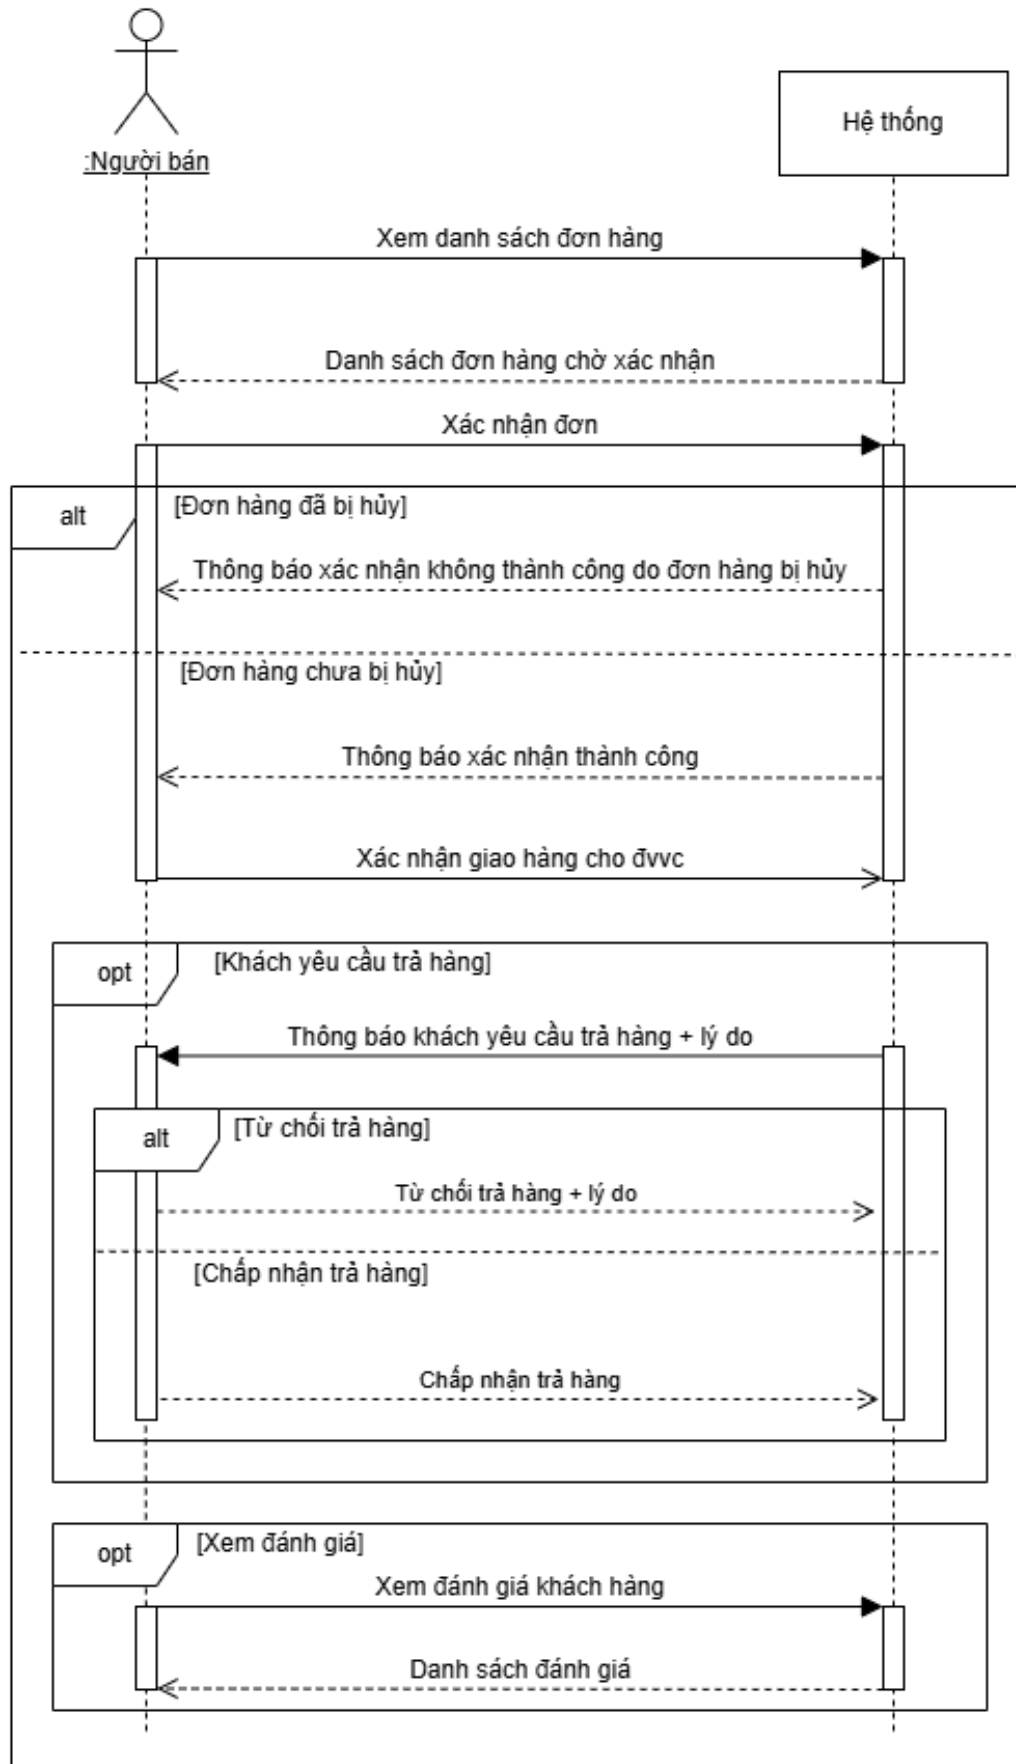 :Người bán
Hệ thống
Xem danh sách đơn hàng
Danh sách đơn hàng chờ xác nhận
Xác nhận đơn
alt
[Đơn hàng đã bị hủy]
Thông báo xác nhận không thành công do đơn hàng bị hủy
[Đơn hàng chưa bị hủy]
Thông báo xác nhận thành công
Xác nhận giao hàng cho đvvc
opt
[Khách yêu cầu trả hàng]
Thông báo khách yêu cầu trả hàng + lý do
alt
[Từ chối trả hàng]
Từ chối trả hàng + lý do
[Chấp nhận trả hàng]
Chấp nhận trả hàng
opt
[Xem đánh giá]
Xem đánh giá khách hàng
Danh sách đánh giá